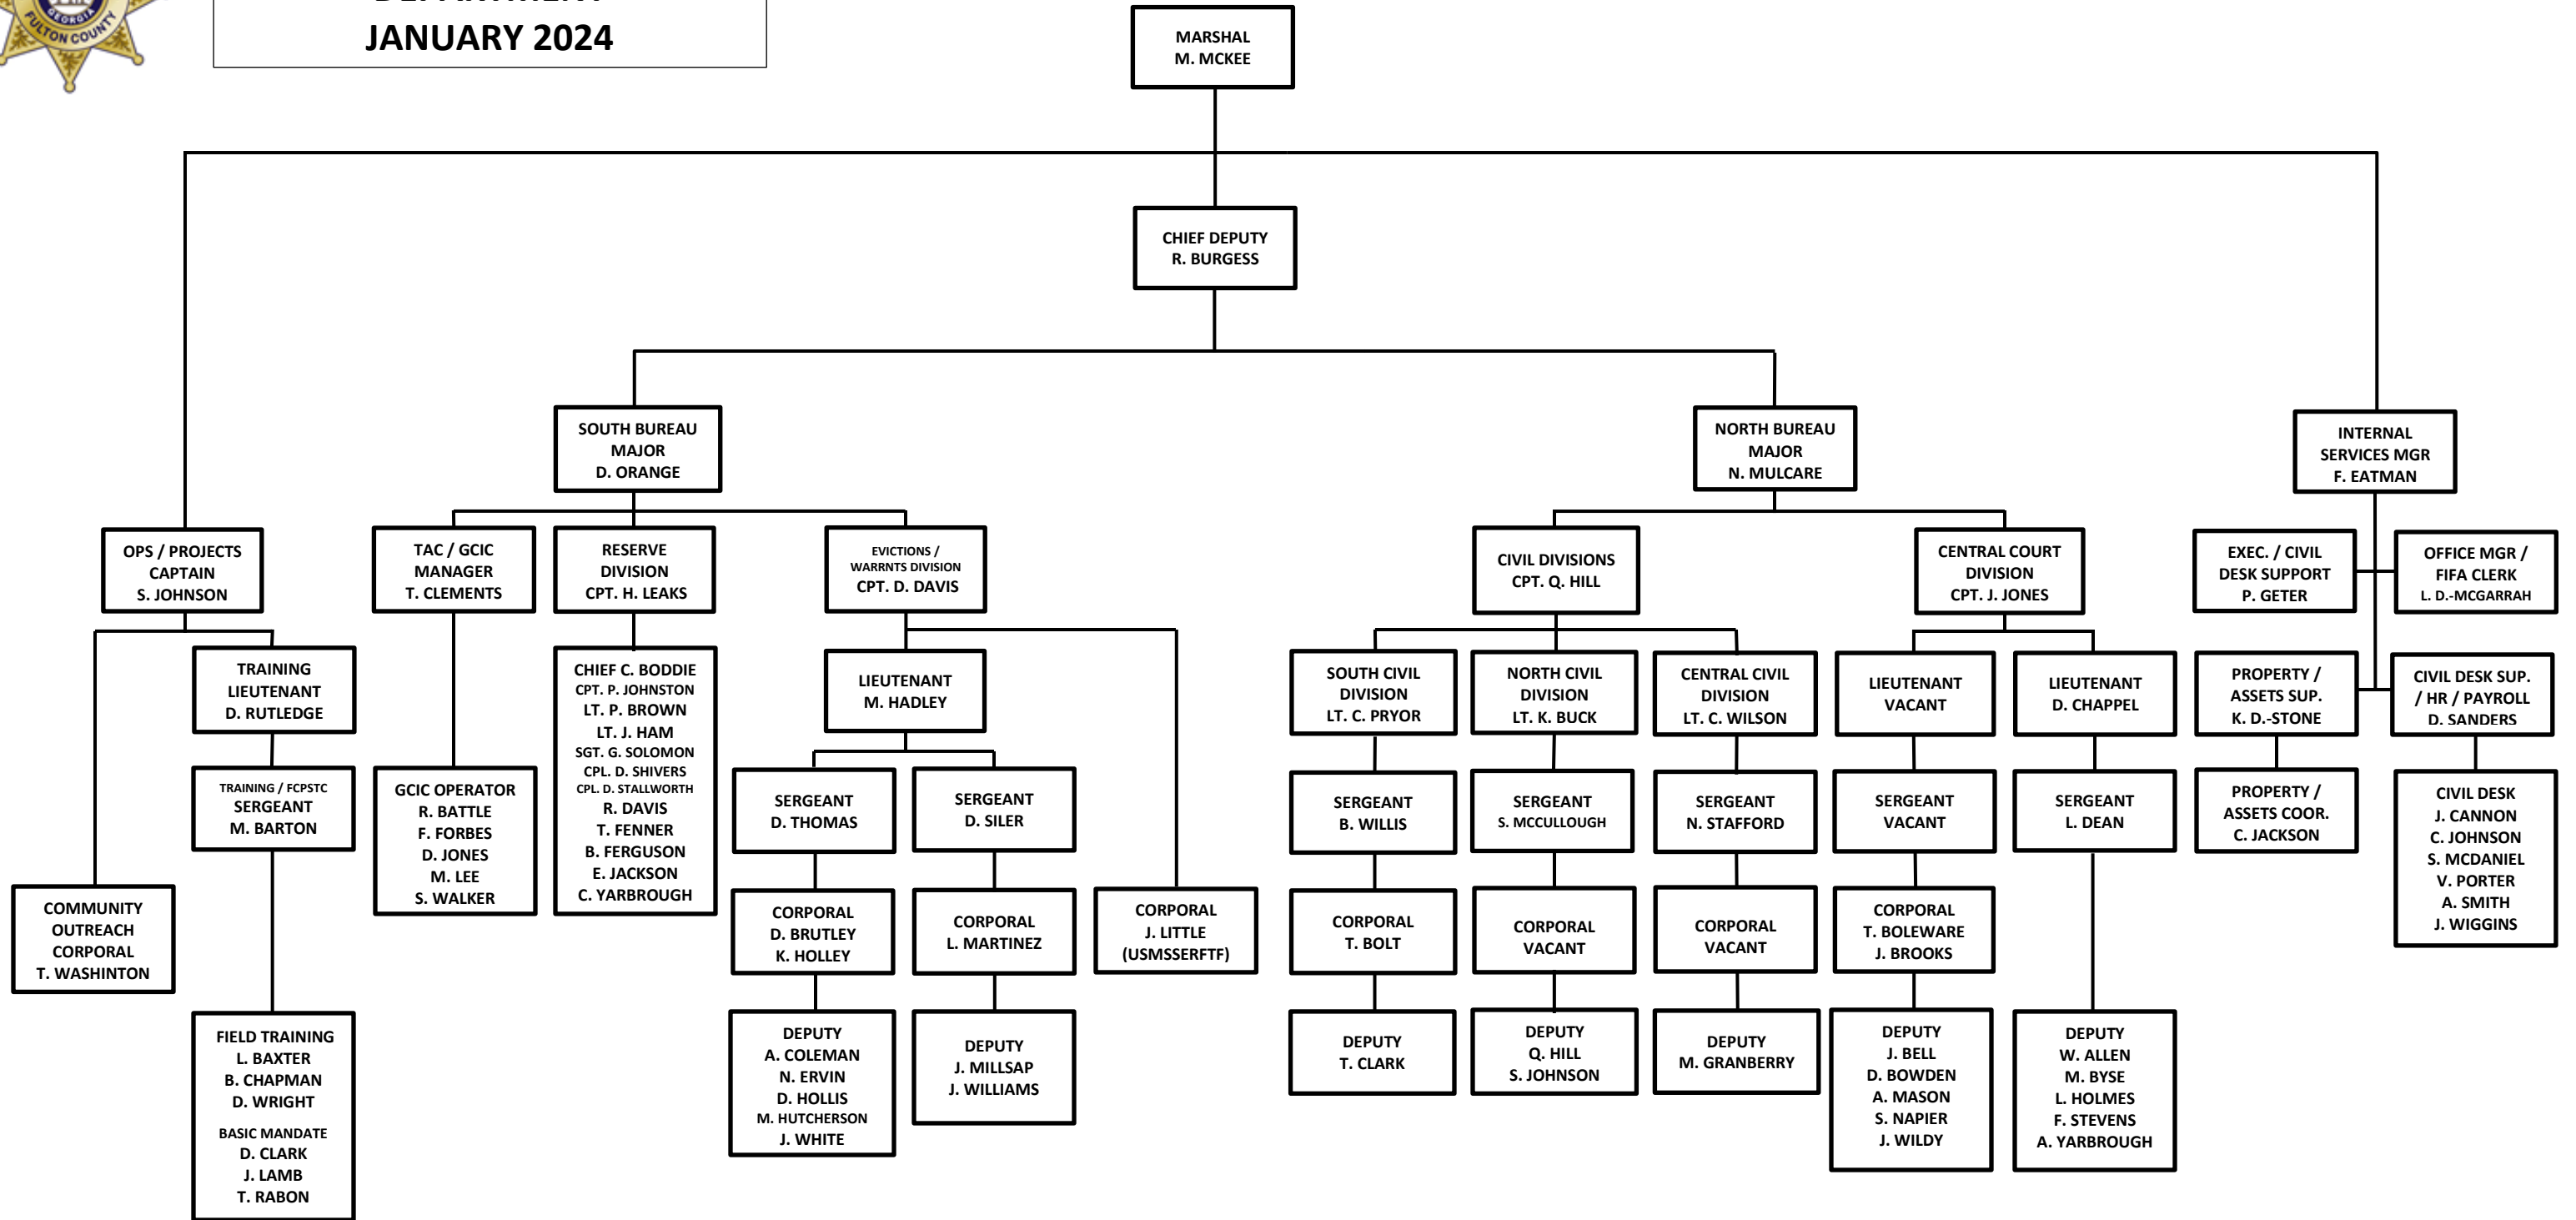 GEORGIA
FULTON COUNTY
JANUARY 2024
MARSHAL
M. MCKEE
CHIEF DEPUTY
R. BURGESS
SOUTH BUREAU
MAJOR
D. ORANGE
NORTH BUREAU
MAJOR
N. MULCARE
INTERNAL
SERVICES MGR
F. EATMAN
OPS / PROJECTS
CAPTAIN
S. JOHNSON
TAC / GCIC
MANAGER
T. CLEMENTS
RESERVE
DIVISION
CPT. H. LEAKS
EVICTIONS /
WARRNTS DIVISION
CPT. D. DAVIS
CIVIL DIVISIONS
CPT. Q. HILL
CENTRAL COURT
DIVISION
CPT. J. JONES
EXEC. / CIVIL
DESK SUPPORT
P. GETER
OFFICE MGR /
FIFA CLERK
L. D.-MCGARRAH
TRAINING
LIEUTENANT
D. RUTLEDGE
CHIEF C. BODDIE
CPT. P. JOHNSTON
LT. P. BROWN
LT. J. HAM
SGT. G. SOLOMON
CPL. D. SHIVERS
CPL. D. STALLWORTH
R. DAVIS
T. FENNER
B. FERGUSON
E. JACKSON
C. YARBROUGH
LIEUTENANT
M. HADLEY
SOUTH CIVIL
DIVISION
LT. C. PRYOR
NORTH CIVIL
DIVISION
LT. K. BUCK
CENTRAL CIVIL
DIVISION
LT. C. WILSON
LIEUTENANT
VACANT
LIEUTENANT
D. CHAPPEL
PROPERTY /
ASSETS SUP.
K. D.-STONE
CIVIL DESK SUP.
/ HR / PAYROLL
D. SANDERS
TRAINING / FCPSTC
SERGEANT
M. BARTON
GCIC OPERATOR
R. BATTLE
F. FORBES
D. JONES
M. LEE
S. WALKER
SERGEANT
D. THOMAS
SERGEANT
D. SILER
SERGEANT
B. WILLIS
SERGEANT
S. MCCULLOUGH
SERGEANT
N. STAFFORD
SERGEANT
VACANT
SERGEANT
L. DEAN
PROPERTY /
ASSETS COOR.
C. JACKSON
CIVIL DESK
J. CANNON
C. JOHNSON
S. MCDANIEL
V. PORTER
A. SMITH
J. WIGGINS
COMMUNITY
OUTREACH
CORPORAL
T. WASHINTON
CORPORAL
D. BRUTLEY
K. HOLLEY
CORPORAL
L. MARTINEZ
CORPORAL
J. LITTLE
(USMSSERFTF)
CORPORAL
T. BOLT
CORPORAL
VACANT
CORPORAL
VACANT
CORPORAL
T. BOLEWARE
J. BROOKS
FIELD TRAINING
L. BAXTER
B. CHAPMAN
D. WRIGHT
BASIC MANDATE
D. CLARK
J. LAMB
T. RABON
DEPUTY
A. COLEMAN
N. ERVIN
D. HOLLIS
M. HUTCHERSON
J. WHITE
DEPUTY
J. MILLSAP
J. WILLIAMS
DEPUTY
T. CLARK
DEPUTY
Q. HILL
S. JOHNSON
DEPUTY
M. GRANBERRY
DEPUTY
J. BELL
D. BOWDEN
A. MASON
S. NAPIER
J. WILDY
DEPUTY
W. ALLEN
M. BYSE
L. HOLMES
F. STEVENS
A. YARBROUGH